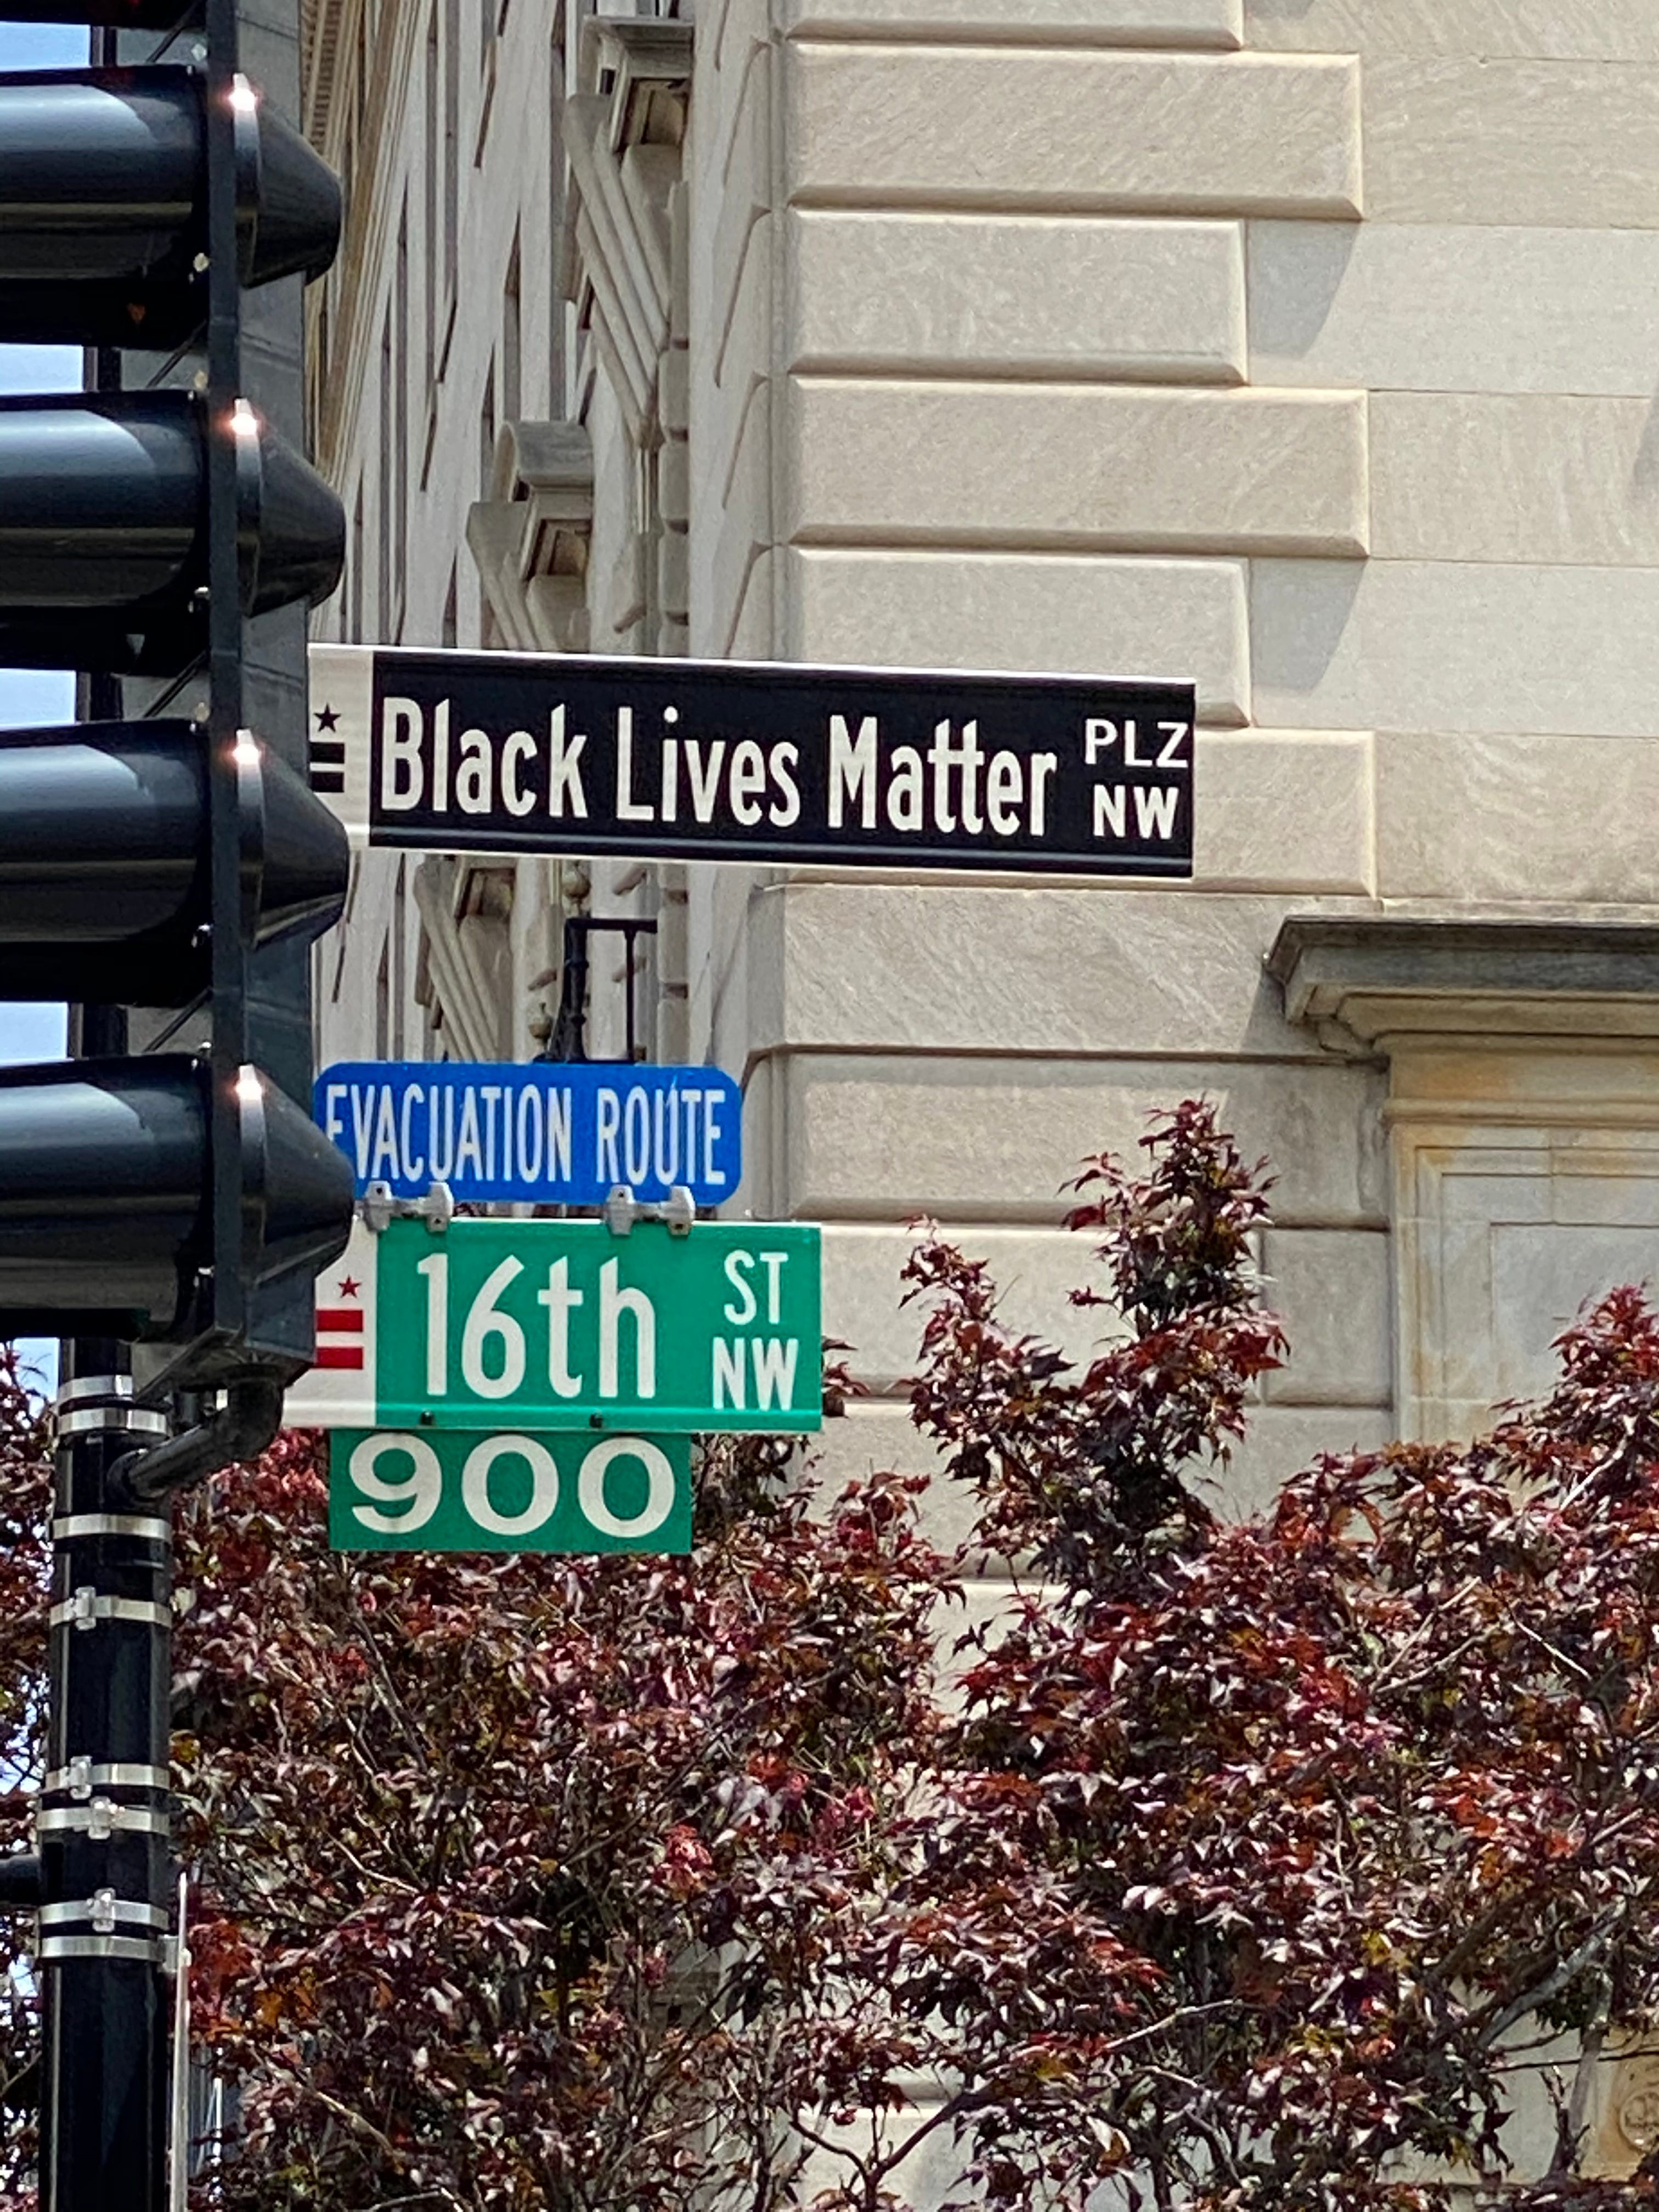 Black Lives Matter PLZ
NW
EVACUATION ROUTE
16th ST
NW
900